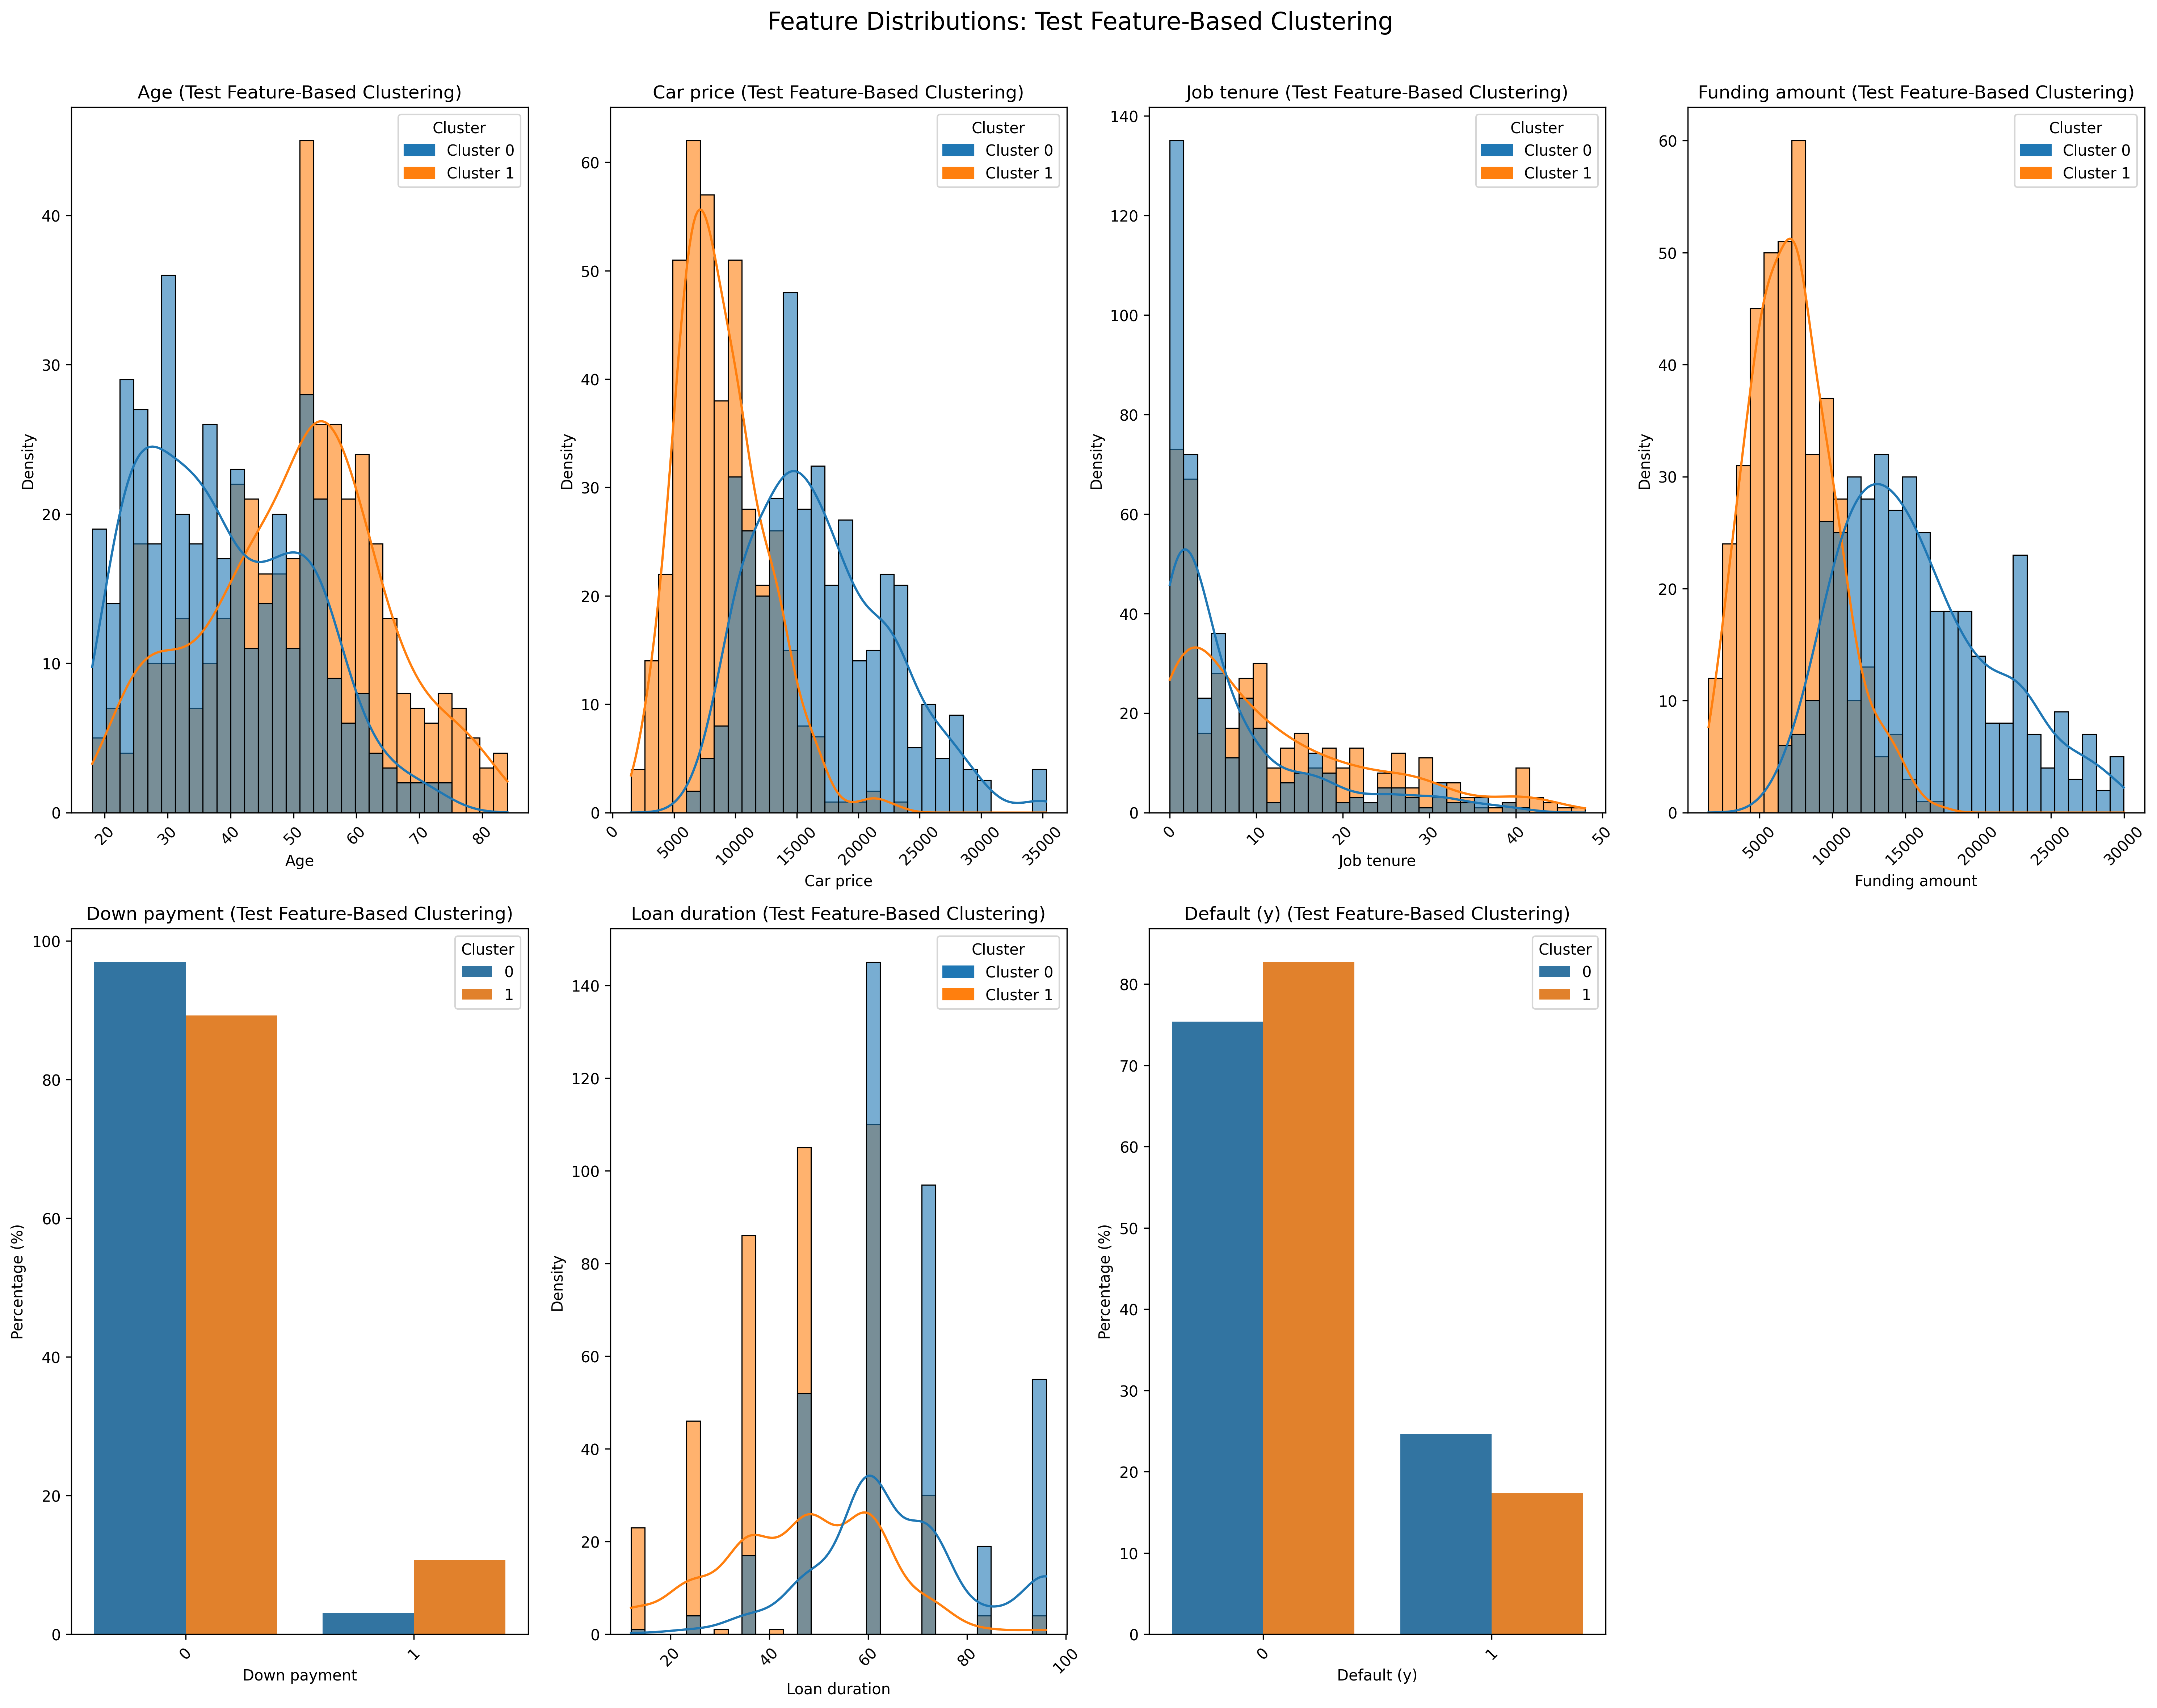 Feature Distributions: Test Feature-Based Clustering
Age (Test Feature-Based Clustering)
Density
40
30
20
10
0
Cluster
Cluster 0
Cluster 1
20
30
40
50
60
70
80
Age
Car price (Test Feature-Based Clustering)
Density
60
50
40
30
20
10
0
Cluster
Cluster 0
Cluster 1
0
5000
10000
15000
20000
25000
30000
35000
Car price
Job tenure (Test Feature-Based Clustering)
Density
140
120
100
80
60
40
20
0
Cluster
Cluster 0
Cluster 1
0
10
20
30
40
50
Job tenure
Funding amount (Test Feature-Based Clustering)
Density
60
50
40
30
20
10
0
Cluster
Cluster 0
Cluster 1
5000
10000
15000
20000
25000
30000
Funding amount
Down payment (Test Feature-Based Clustering)
Percentage (%)
100
80
60
40
20
0
Cluster
0
1
0
1
Down payment
Loan duration (Test Feature-Based Clustering)
Density
140
120
100
80
60
40
20
0
Cluster
Cluster 0
Cluster 1
20
40
60
80
100
Loan duration
Default (y) (Test Feature-Based Clustering)
Percentage (%)
80
70
60
50
40
30
20
10
0
Cluster
0
1
0
1
Default (y)